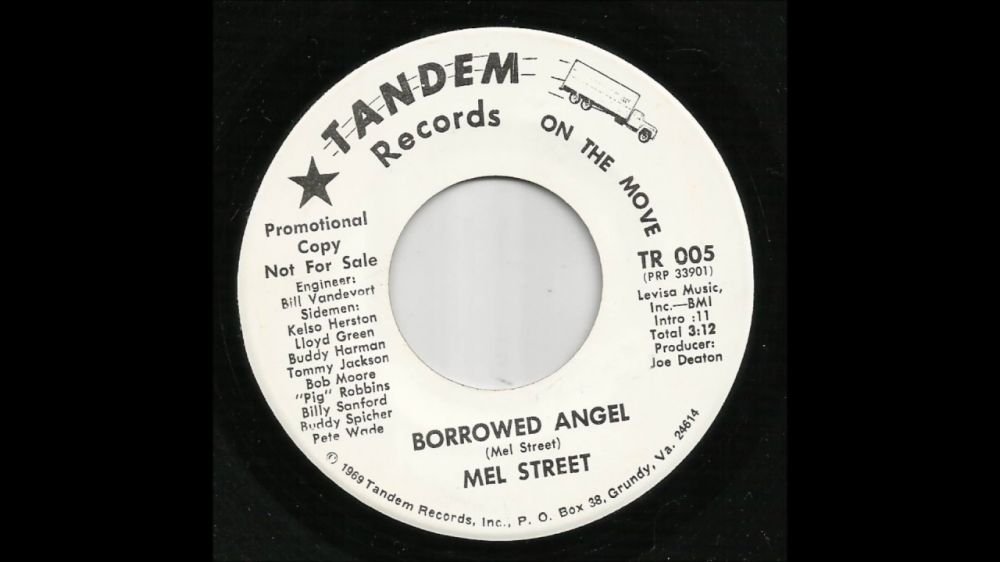 TANDEM
Records
ON THE MOVE
Promotional
Copy
Not For Sale
Engineer:
Bill Vandevort
Sidemen:
Kelso Herston
Lloyd Green
Buddy Harman
Tommy Jackson
Bob Moore
"Pig" Robbins
Billy Sanford
Buddy Spicher
Pete Wade
TR 005
(PRP 33901)
Levisa Music,
Inc.—BMI
Intro :11
Total 3:12
Producer:
Joe Deaton
BORROWED ANGEL
(Mel Street)
MEL STREET
℗ 1969 Tandem Records, Inc., P. O. Box 38, Grundy, Va. 24614